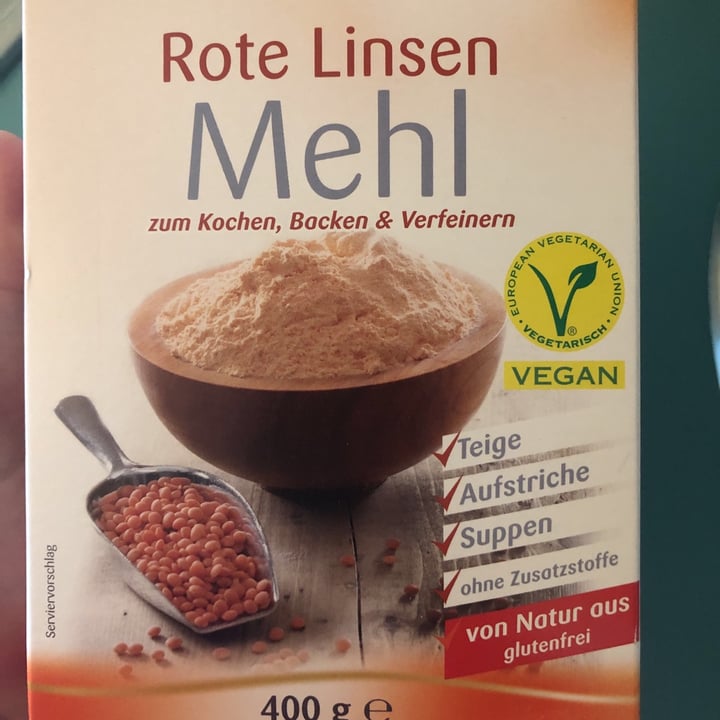 Rote Linsen
Mehl
zum Kochen, Backen & Verfeinern
EUROPEAN VEGETARIAN UNION
• VEGETARISCH •
®
VEGAN
Teige
Aufstriche
Suppen
ohne Zusatzstoffe
von Natur aus
glutenfrei
Serviervorschlag
400 g ℮